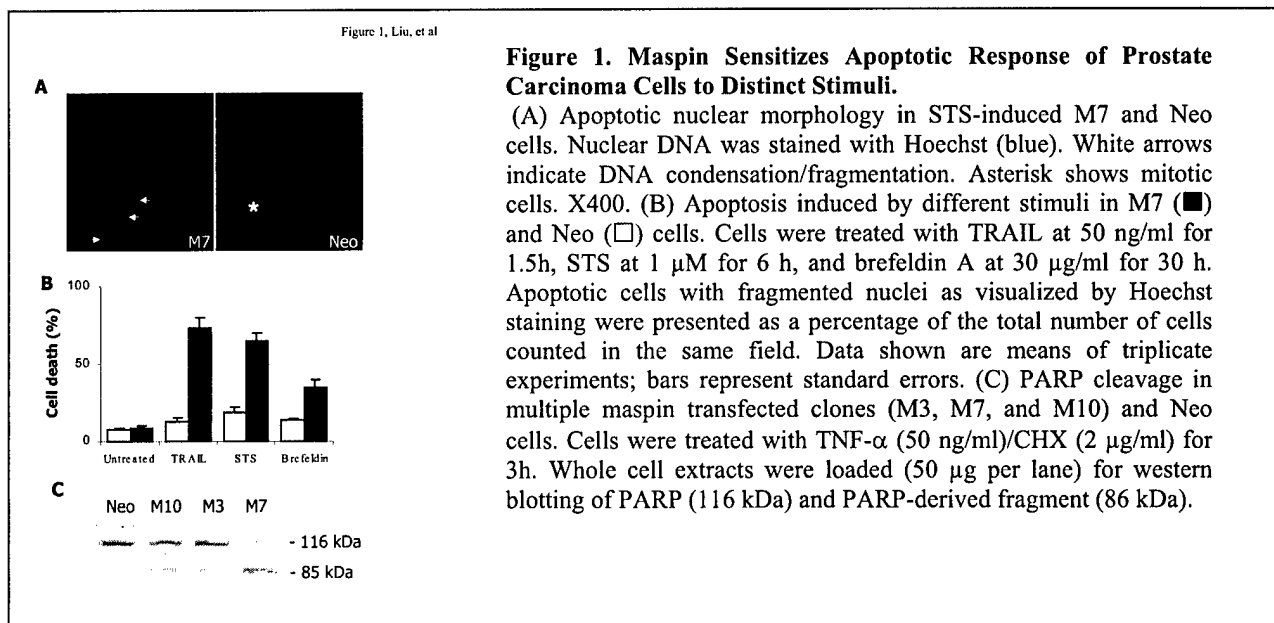 Figure 1, Liu, et al
A
M7
*
Neo
B
100
50
0
Cell death (%)
Untreated TRAIL STS Brefeldin
C
Neo M10 M3 M7
- 116 kDa
- 85 kDa
Figure 1. Maspin Sensitizes Apoptotic Response of Prostate
Carcinoma Cells to Distinct Stimuli.
(A) Apoptotic nuclear morphology in STS-induced M7 and Neo
cells. Nuclear DNA was stained with Hoechst (blue). White arrows
indicate DNA condensation/fragmentation. Asterisk shows mitotic
cells. X400. (B) Apoptosis induced by different stimuli in M7 (■)
and Neo (□) cells. Cells were treated with TRAIL at 50 ng/ml for
1.5h, STS at 1 μM for 6 h, and brefeldin A at 30 μg/ml for 30 h.
Apoptotic cells with fragmented nuclei as visualized by Hoechst
staining were presented as a percentage of the total number of cells
counted in the same field. Data shown are means of triplicate
experiments; bars represent standard errors. (C) PARP cleavage in
multiple maspin transfected clones (M3, M7, and M10) and Neo
cells. Cells were treated with TNF-α (50 ng/ml)/CHX (2 μg/ml) for
3h. Whole cell extracts were loaded (50 μg per lane) for western
blotting of PARP (116 kDa) and PARP-derived fragment (86 kDa).